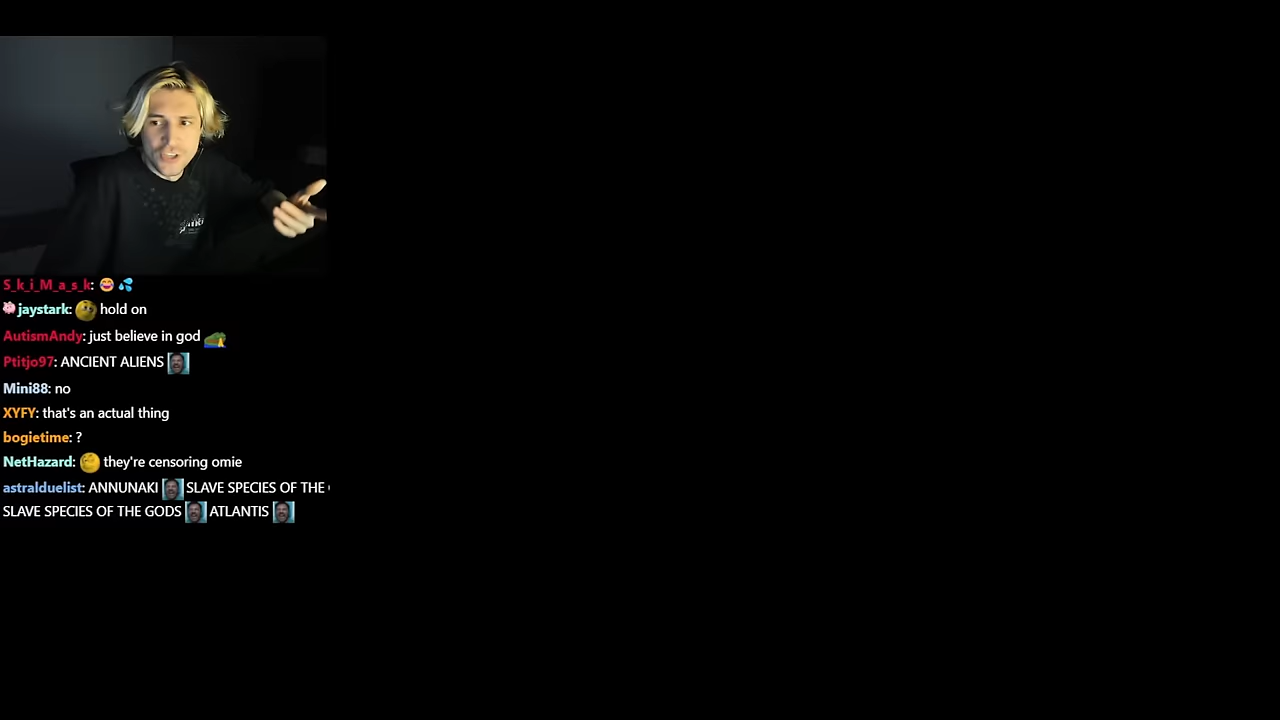 S_k_i_M_a_s_k:
jaystark: hold on
AutismAndy: just believe in god
Ptitjo97: ANCIENT ALIENS
Mini88: no
XYFY: that's an actual thing
bogietime: ?
NetHazard: they're censoring omie
astralduelist: ANNUNAKI SLAVE SPECIES OF THE
SLAVE SPECIES OF THE GODS ATLANTIS